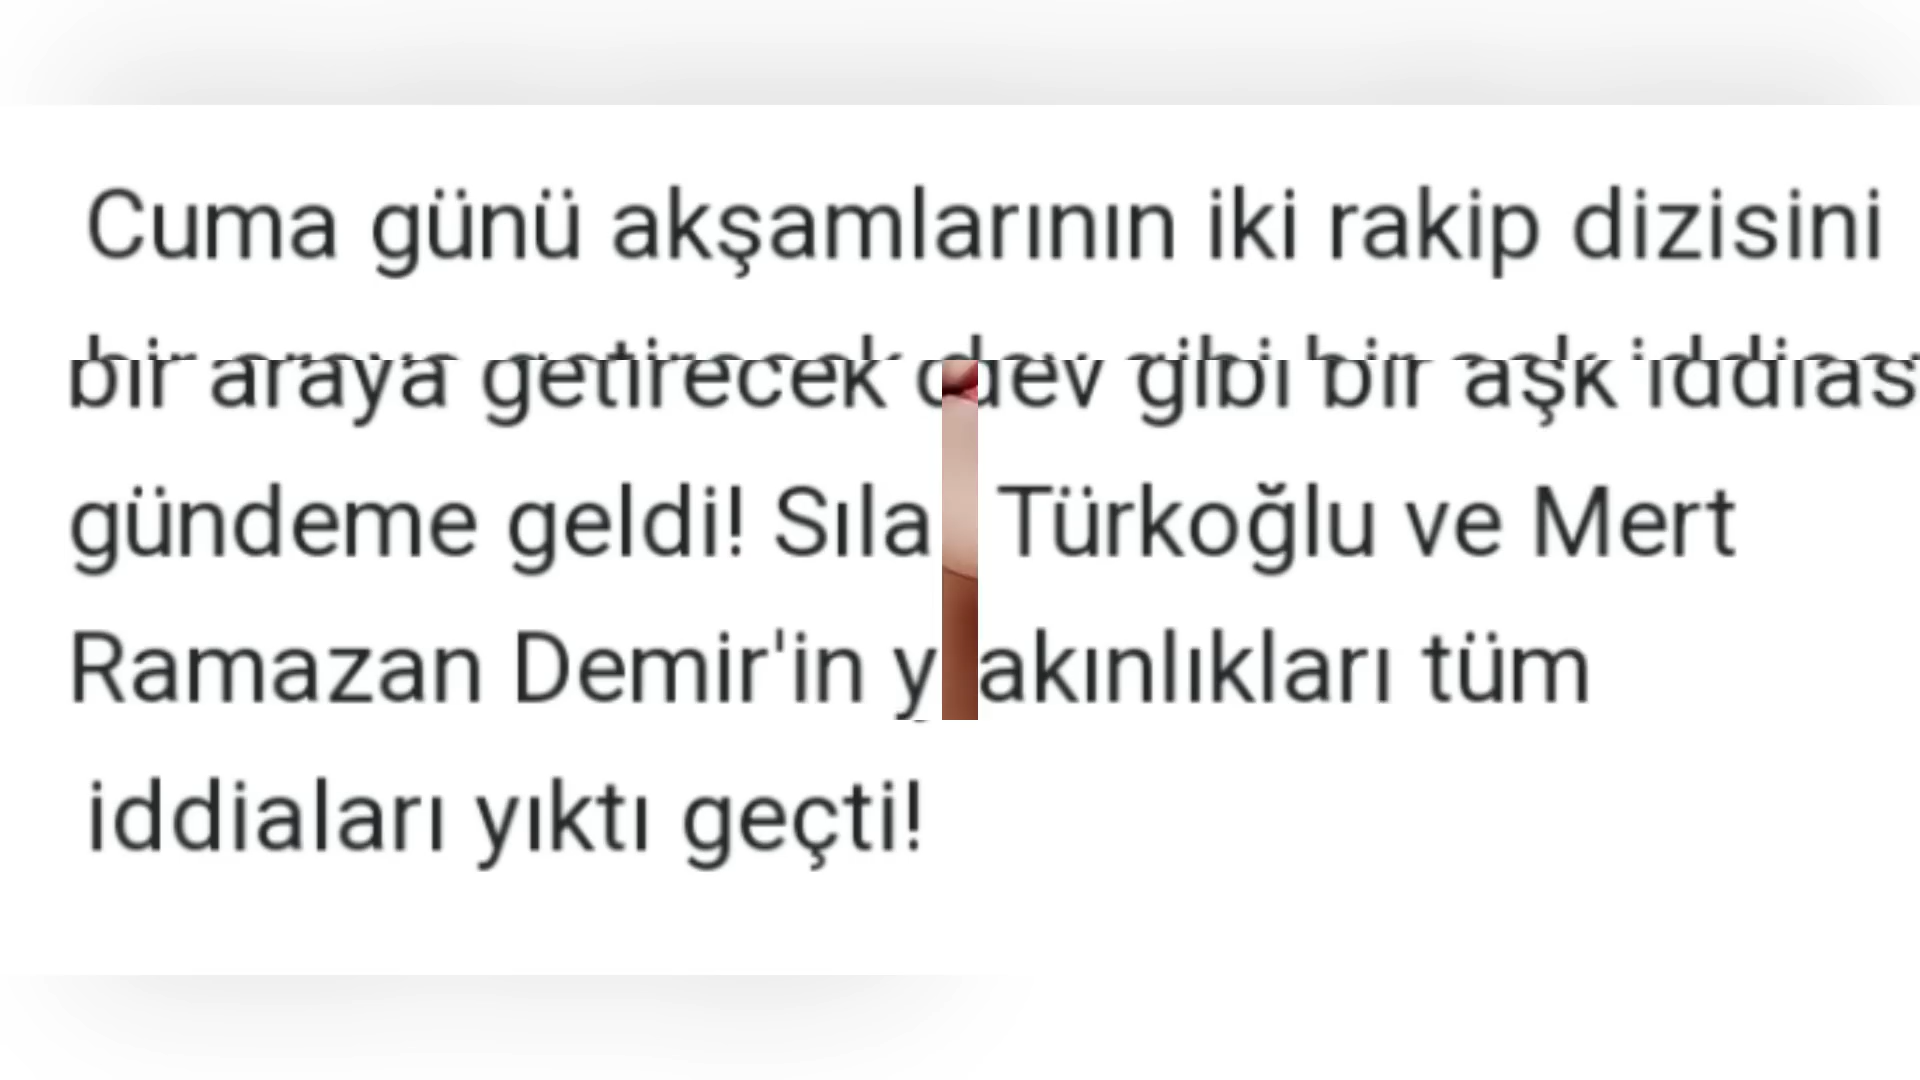 Cuma günü akşamlarının iki rakip dizisini
bir araya getirecek dev gibi bir aşk iddias
gündeme geldi! Sıla Türkoğlu ve Mert
Ramazan Demir'in yakınlıkları tüm
iddiaları yıktı geçti!